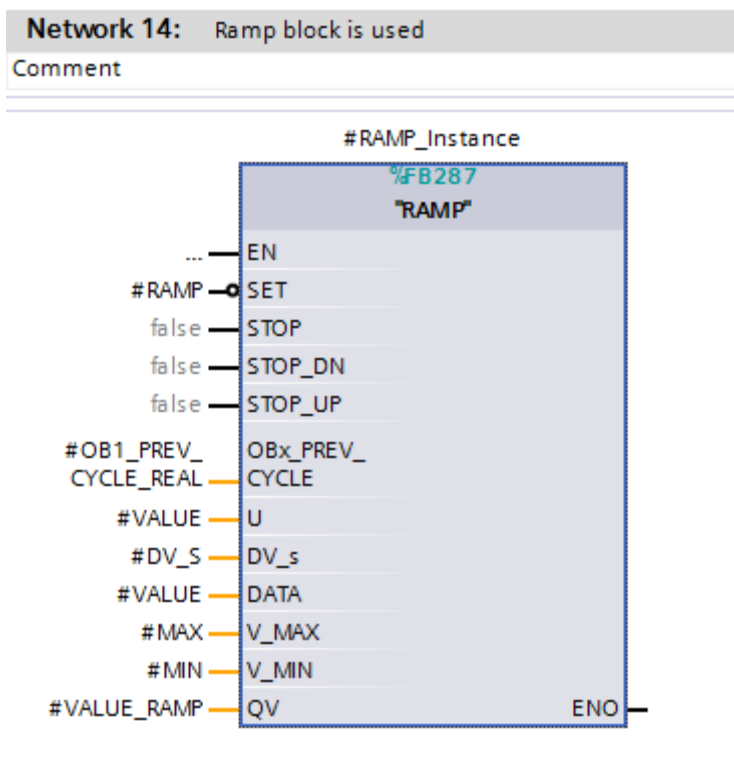 Network 14: Ramp block is used
Comment
#RAMP_Instance
%FB287
"RAMP"
... EN
#RAMP SET
false STOP
false STOP_DN
false STOP_UP
#OB1_PREV_ OBx_PREV_
CYCLE_REAL CYCLE
#VALUE U
#DV_S DV_s
#VALUE DATA
#MAX V_MAX
#MIN V_MIN
#VALUE_RAMP QV ENO